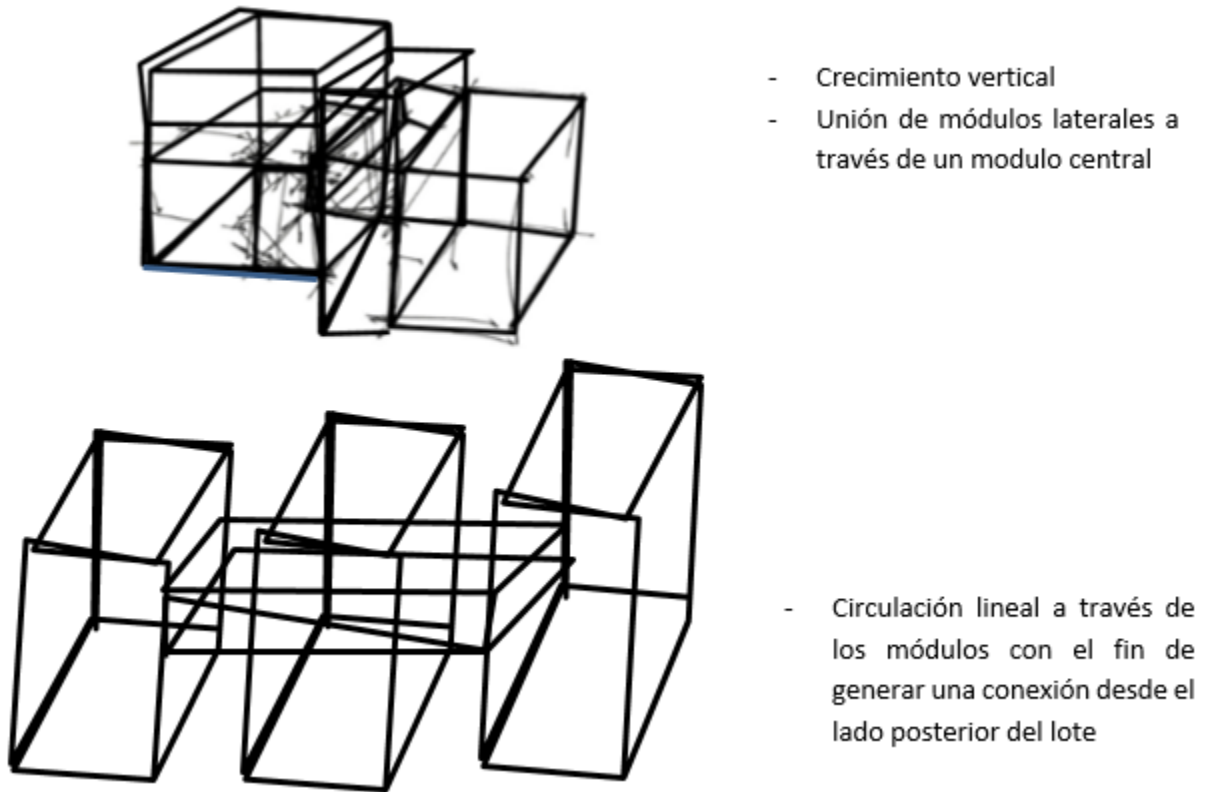 - Crecimiento vertical
- Unión de módulos laterales a
través de un modulo central
- Circulación lineal a través de
los módulos con el fin de
generar una conexión desde el
lado posterior del lote